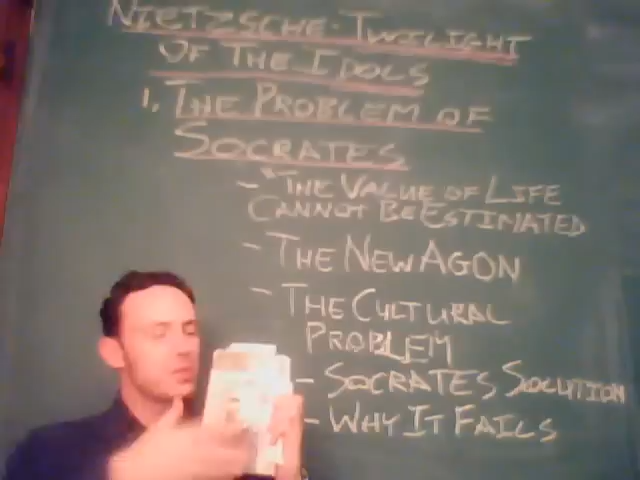 NIETZSCHE - TWILIGHT
OF THE IDOLS
1. THE PROBLEM OF
SOCRATES
- "THE VALUE OF LIFE
CANNOT BE ESTIMATED
- THE NEW AGON
- THE CULTURAL
PROBLEM
- SOCRATES SOLUTION
- WHY IT FAILS